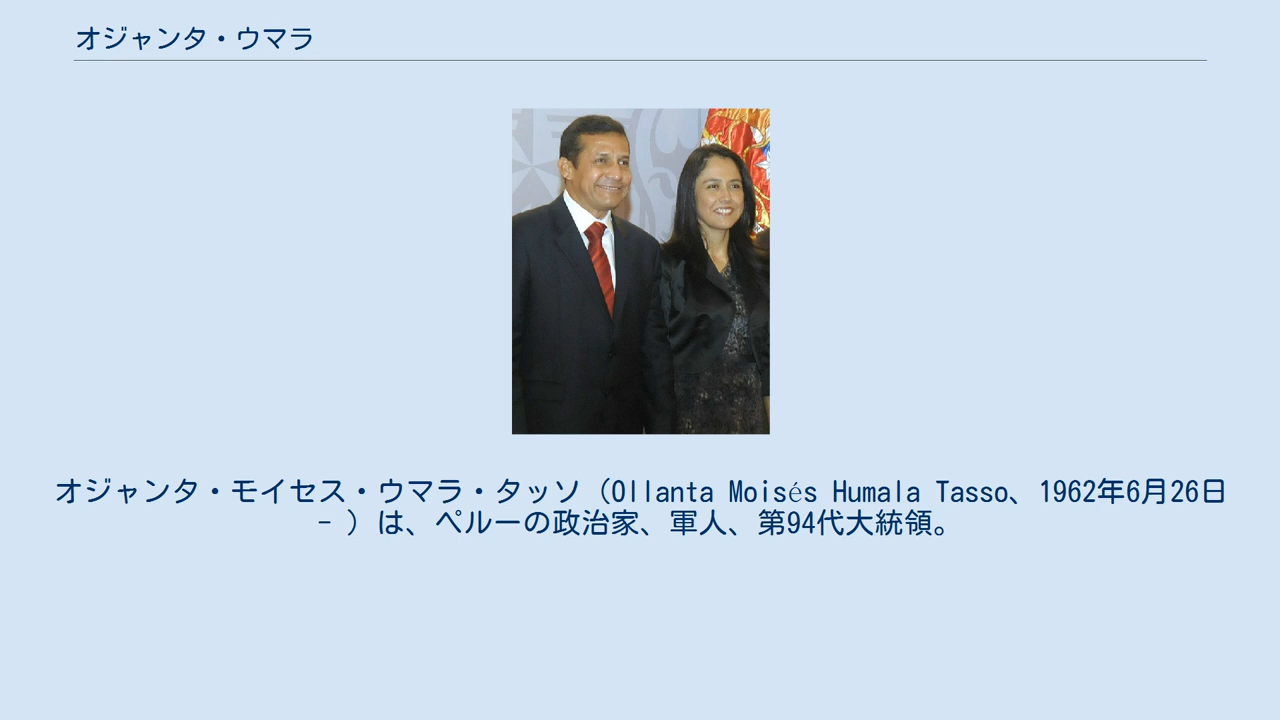 オジャンタ・ウマラ
オジャンタ・モイセス・ウマラ・タッソ（Ollanta Moisés Humala Tasso、1962年6月26日
- ）は、ペルーの政治家、軍人、第94代大統領。